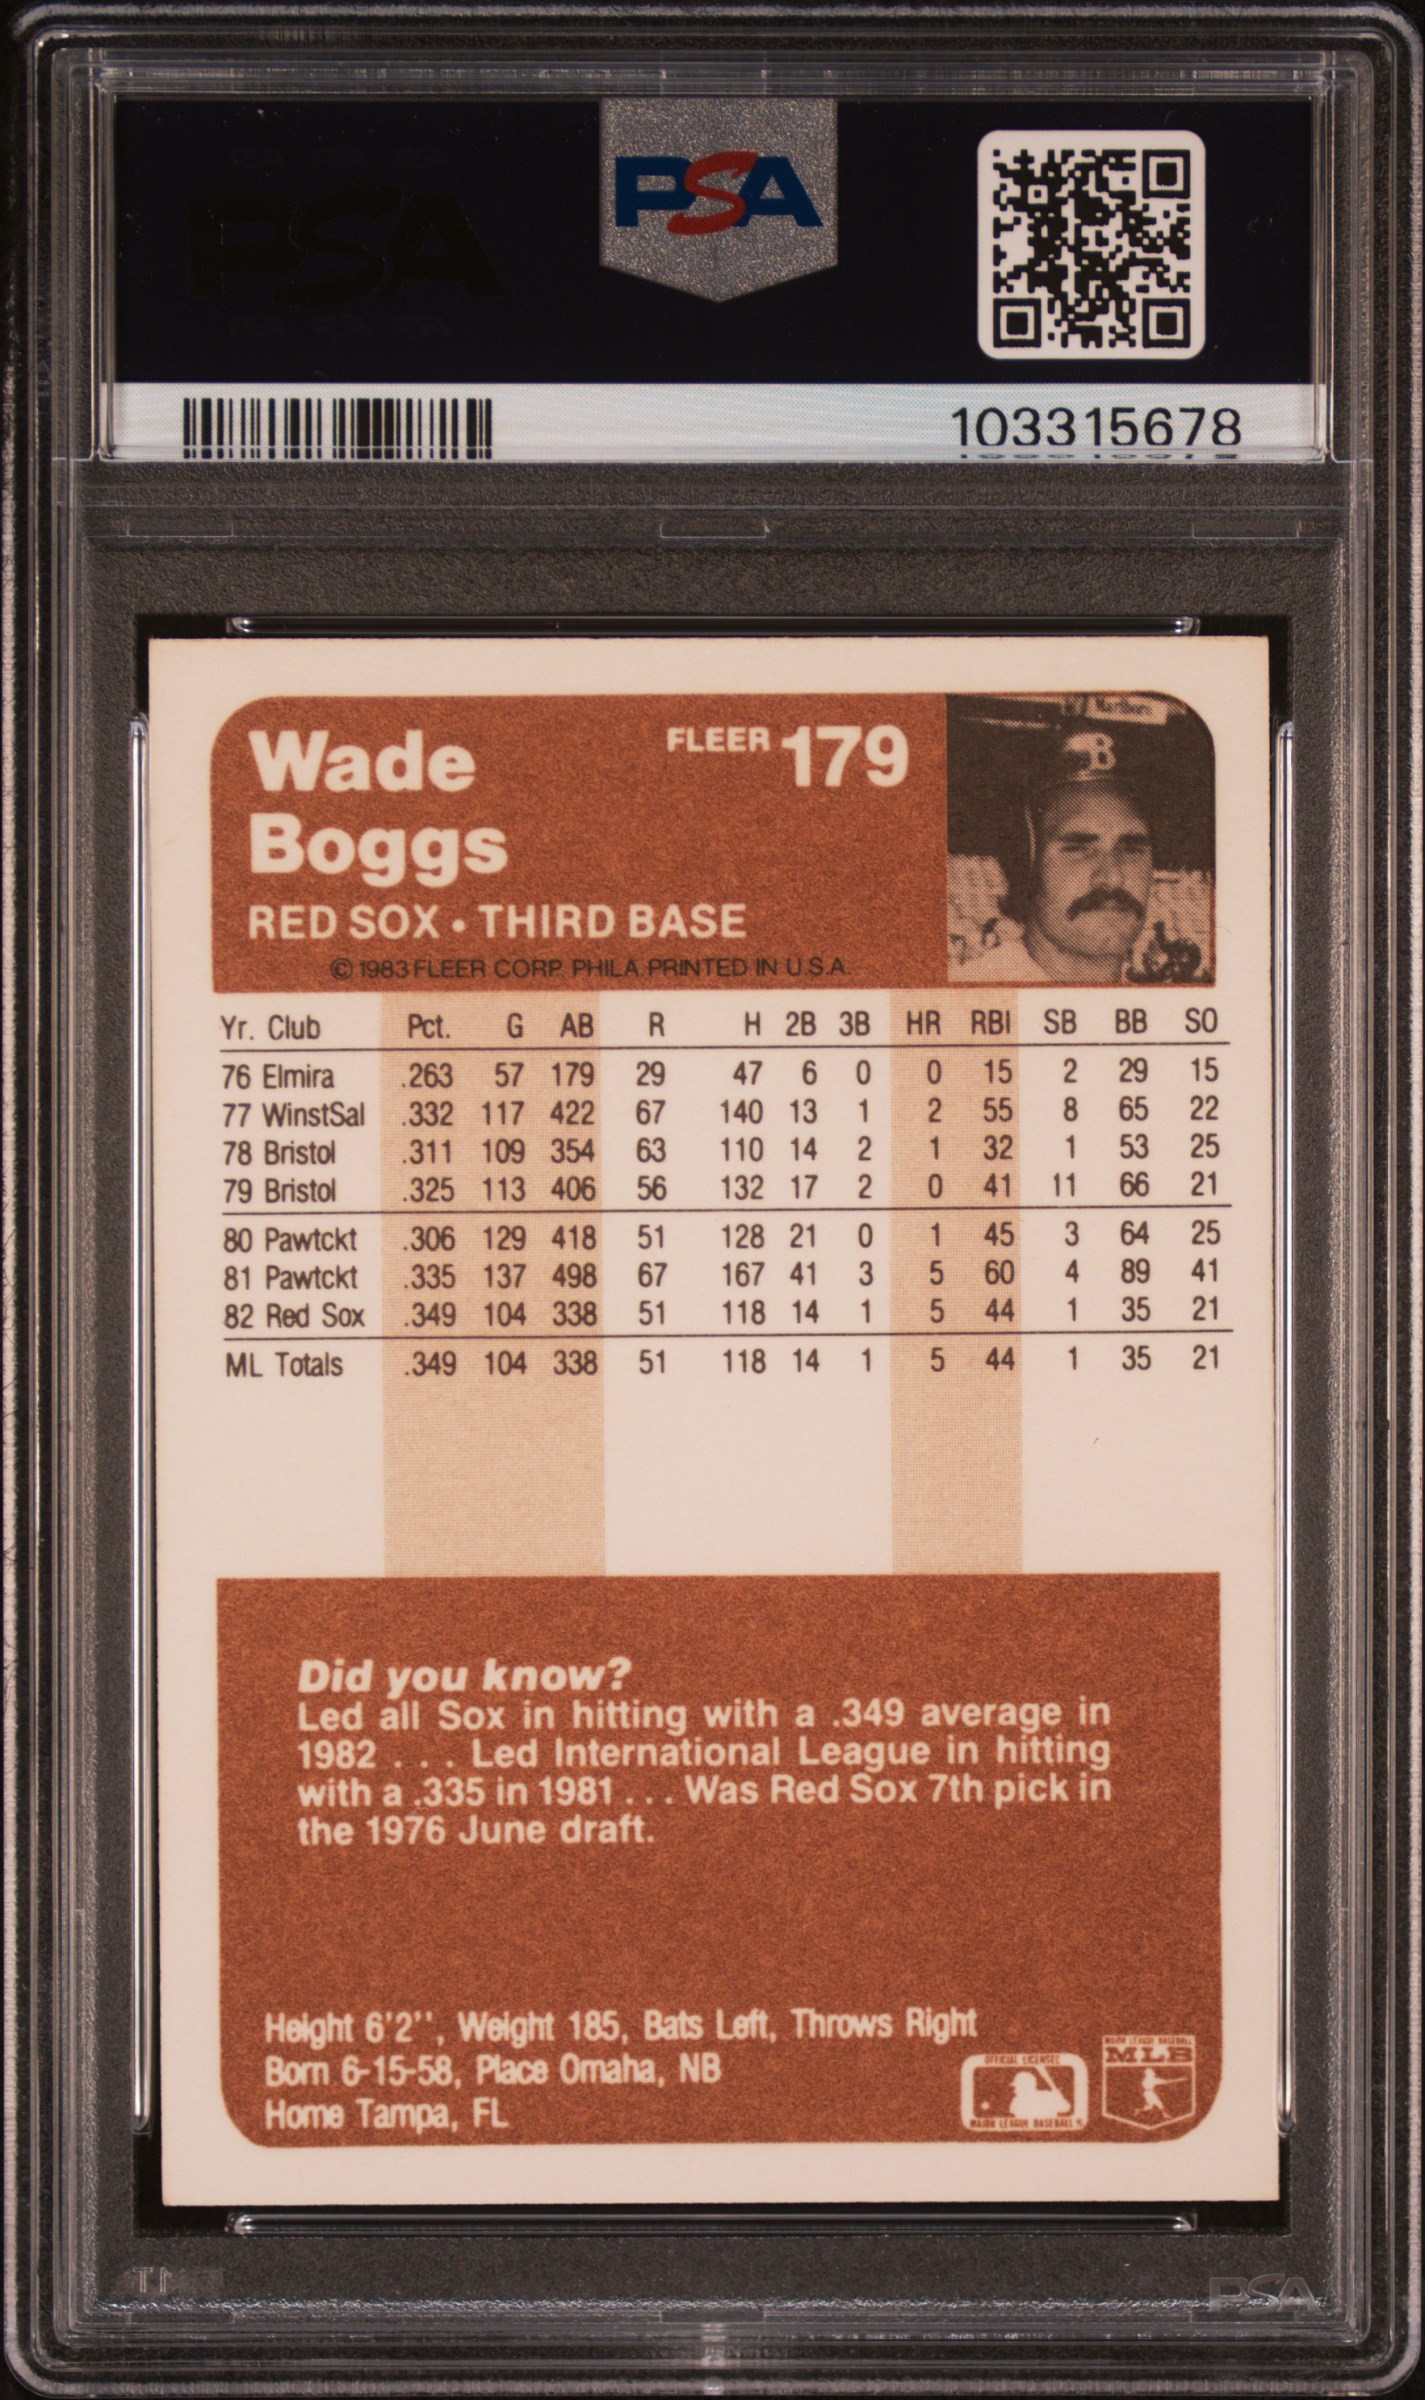 PSA
PSA
103315678
Wade
Boggs
FLEER 179
RED SOX • THIRD BASE
© 1983 FLEER CORP. PHILA. PRINTED IN U.S.A.
Marlboro
B
Yr. Club Pct. G AB R H 2B 3B HR RBI SB BB SO
76 Elmira .263 57 179 29 47 6 0 0 15 2 29 15
77 WinstSal .332 117 422 67 140 13 1 2 55 8 65 22
78 Bristol .311 109 354 63 110 14 2 1 32 1 53 25
79 Bristol .325 113 406 56 132 17 2 0 41 11 66 21
80 Pawtckt .306 129 418 51 128 21 0 1 45 3 64 25
81 Pawtckt .335 137 498 67 167 41 3 5 60 4 89 41
82 Red Sox .349 104 338 51 118 14 1 5 44 1 35 21
ML Totals .349 104 338 51 118 14 1 5 44 1 35 21
Did you know?
Led all Sox in hitting with a .349 average in
1982 . . . Led International League in hitting
with a .335 in 1981 . . . Was Red Sox 7th pick in
the 1976 June draft.
Height 6'2'', Weight 185, Bats Left, Throws Right
Born 6-15-58, Place Omaha, NB
Home Tampa, FL
OFFICIAL LICENSEE
MAJOR LEAGUE BASEBALL
MAJOR LEAGUE BASEBALL
MLB
PSA